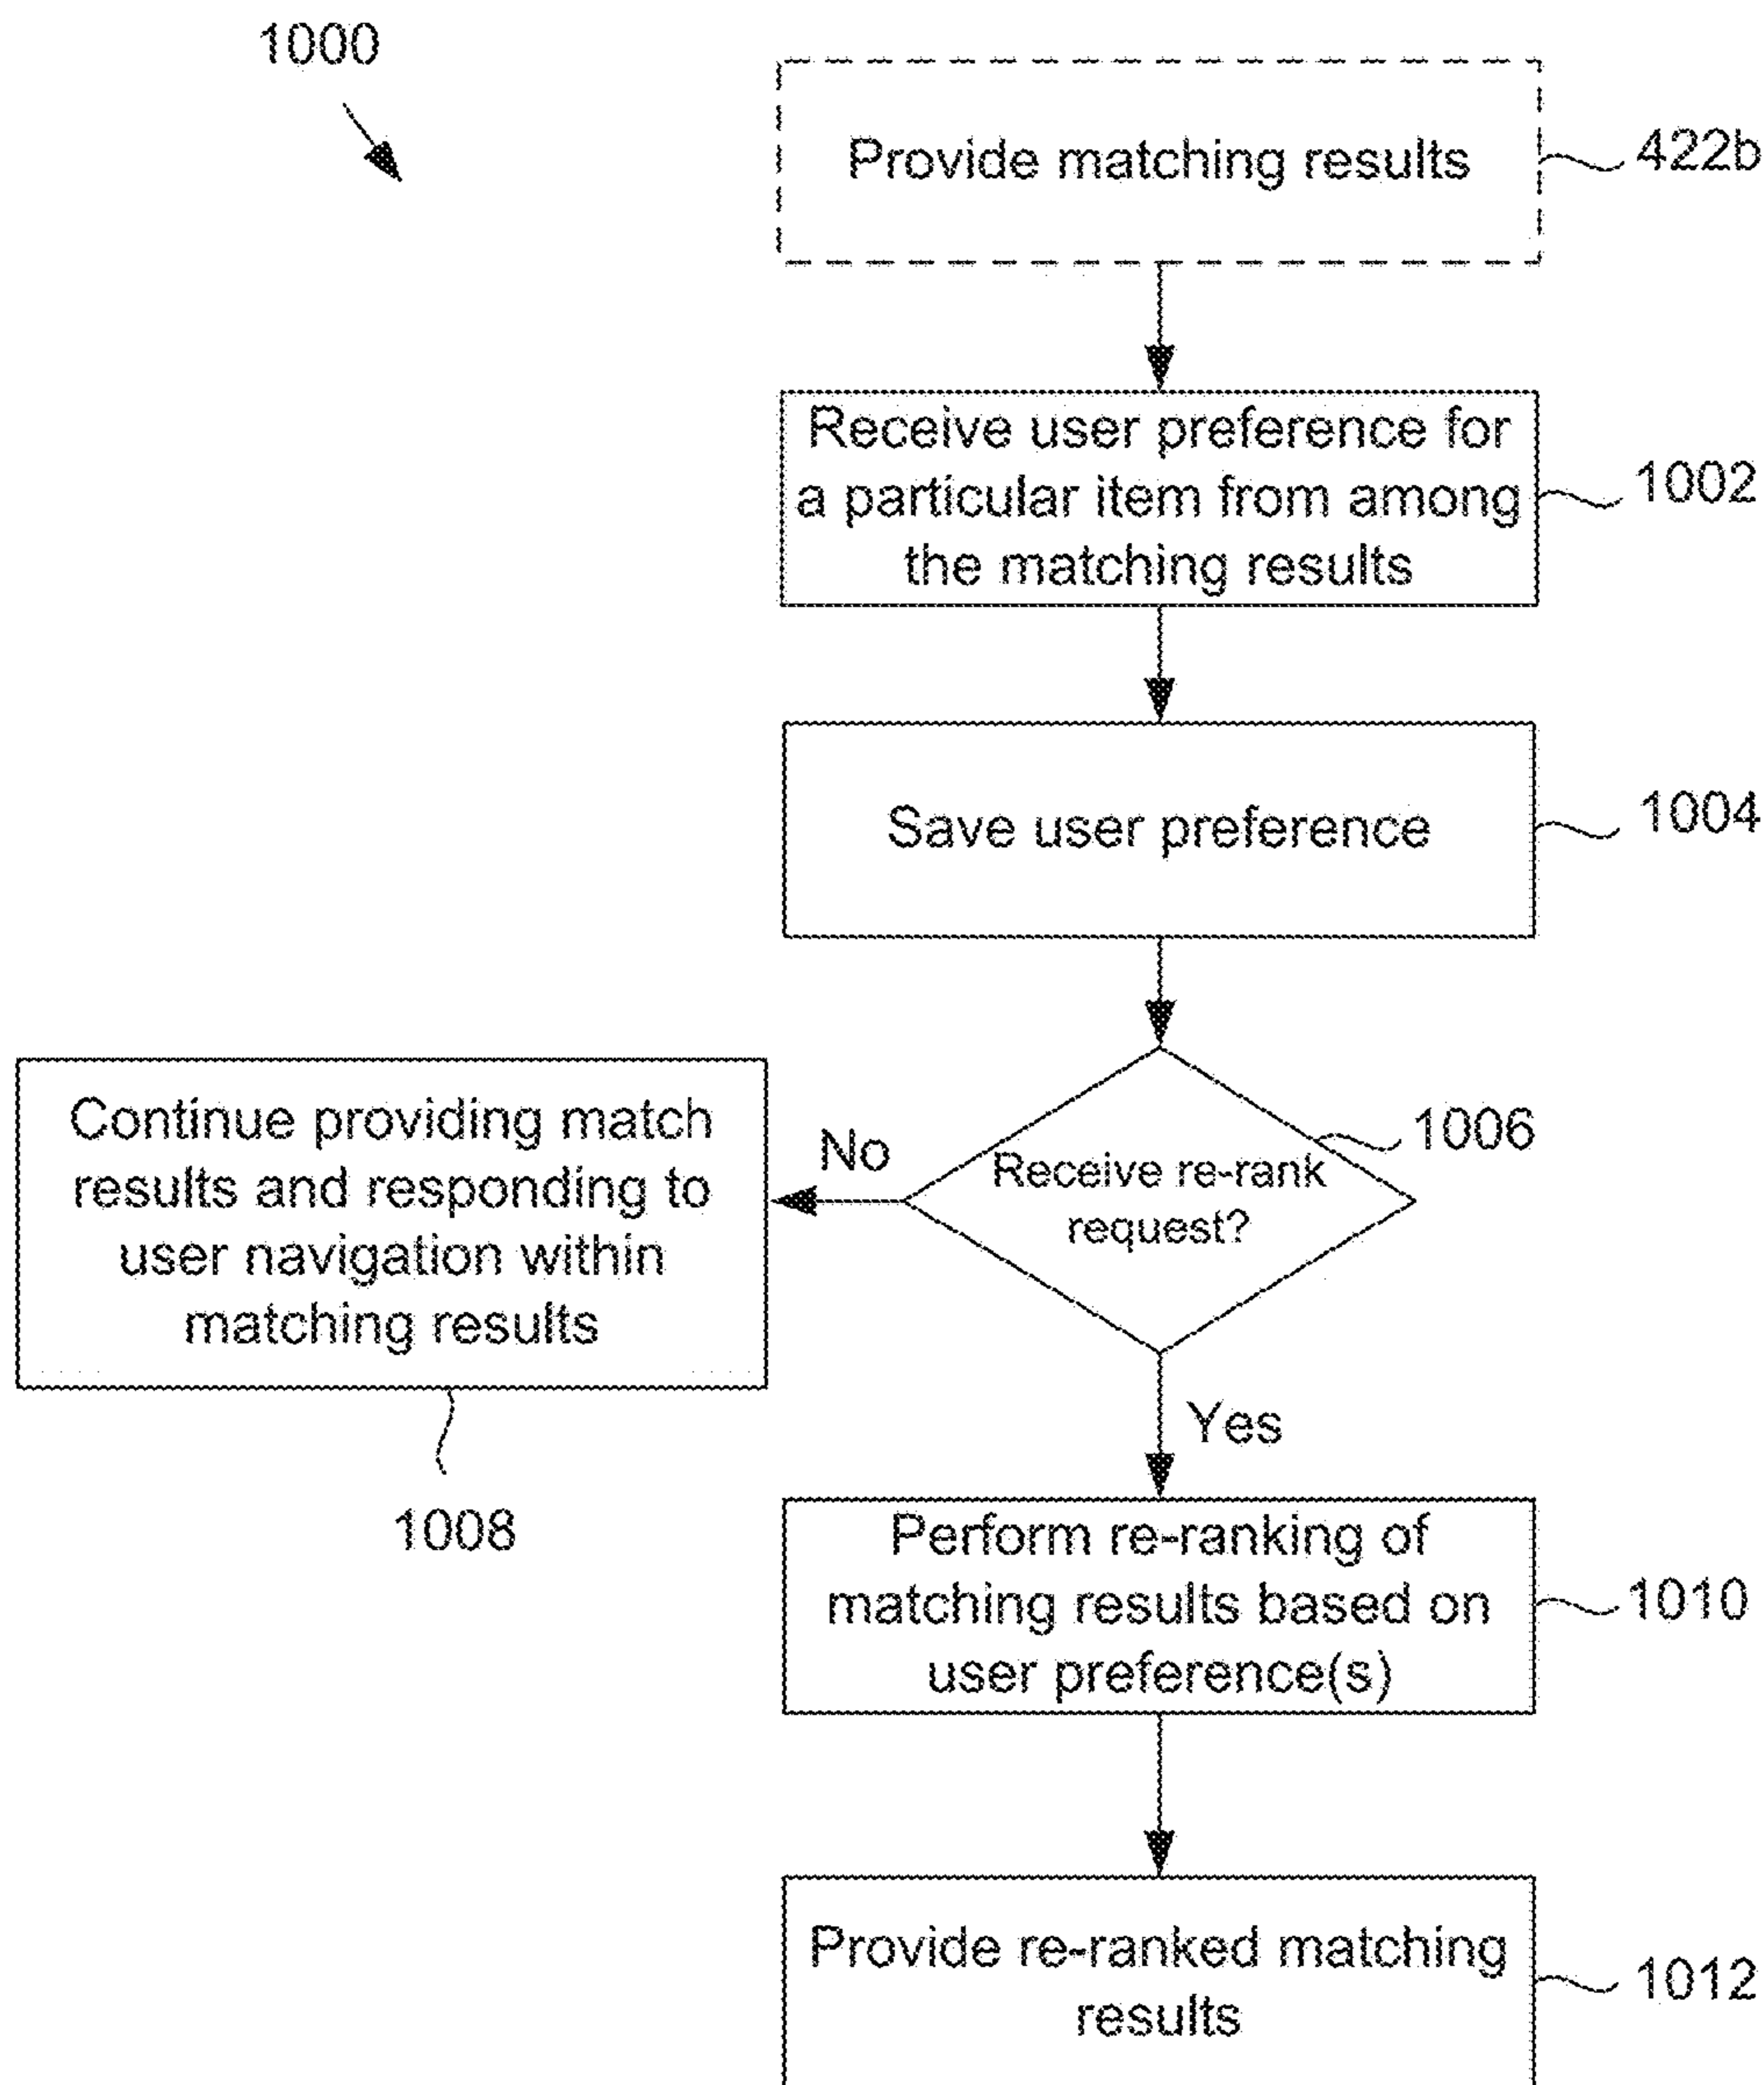 1000
Provide matching results
422b
Receive user preference for
a particular item from among
the matching results
1002
Save user preference
1004
Receive re-rank
request?
1006
No
Continue providing match
results and responding to
user navigation within
matching results
1008
Yes
Perform re-ranking of
matching results based on
user preference(s)
1010
Provide re-ranked matching
results
1012